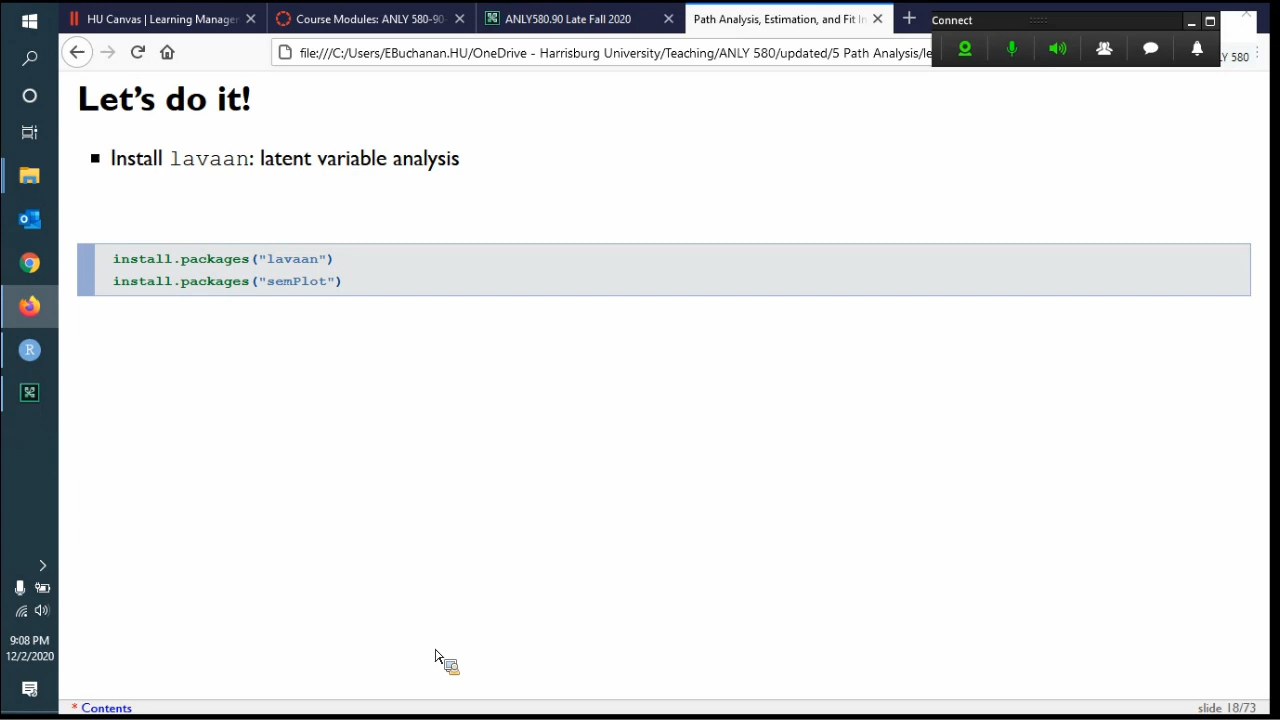 HU Canvas | Learning Manage
Course Modules: ANLY 580-90-
ANLY580.90 Late Fall 2020
Path Analysis, Estimation, and Fit In
Connect
file:///C:/Users/EBuchanan.HU/OneDrive - Harrisburg University/Teaching/ANLY 580/updated/5 Path Analysis/le
LY 580
Let's do it!
▪ Install lavaan: latent variable analysis
install.packages("lavaan")
install.packages("semPlot")
9:08 PM
12/2/2020
* Contents
slide 18/73